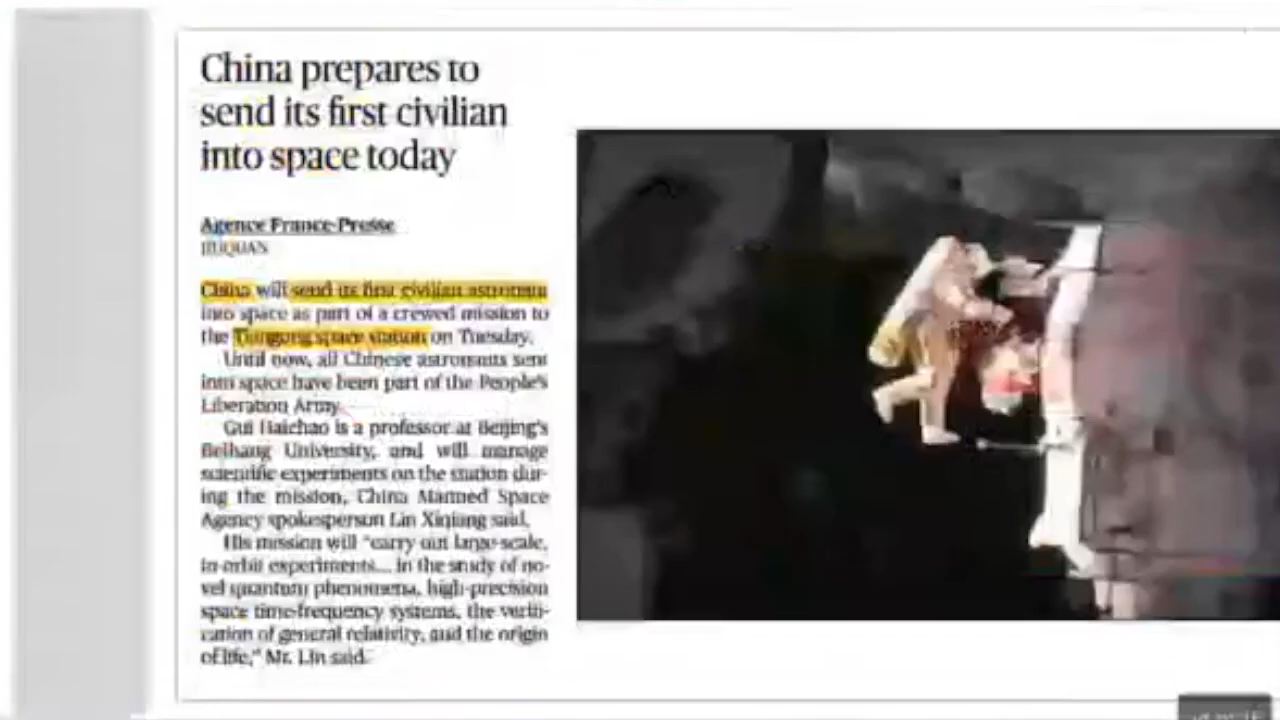 China prepares to
send its first civilian
into space today
Agence France-Presse
JIUQUAN
China will send its first civilian astronaut
into space as part of a crewed mission to
the Tiangong space station on Tuesday.
Until now, all Chinese astronauts sent
into space have been part of the People's
Liberation Army.
Gui Haichao is a professor at Beijing's
Beihang University, and will manage
scientific experiments on the station dur-
ing the mission, China Manned Space
Agency spokesperson Lin Xiqiang said.
His mission will "carry out large-scale,
in-orbit experiments... in the study of no-
vel quantum phenomena, high-precision
space time-frequency systems, the verifi-
cation of general relativity, and the origin
of life," Mr. Lin said.